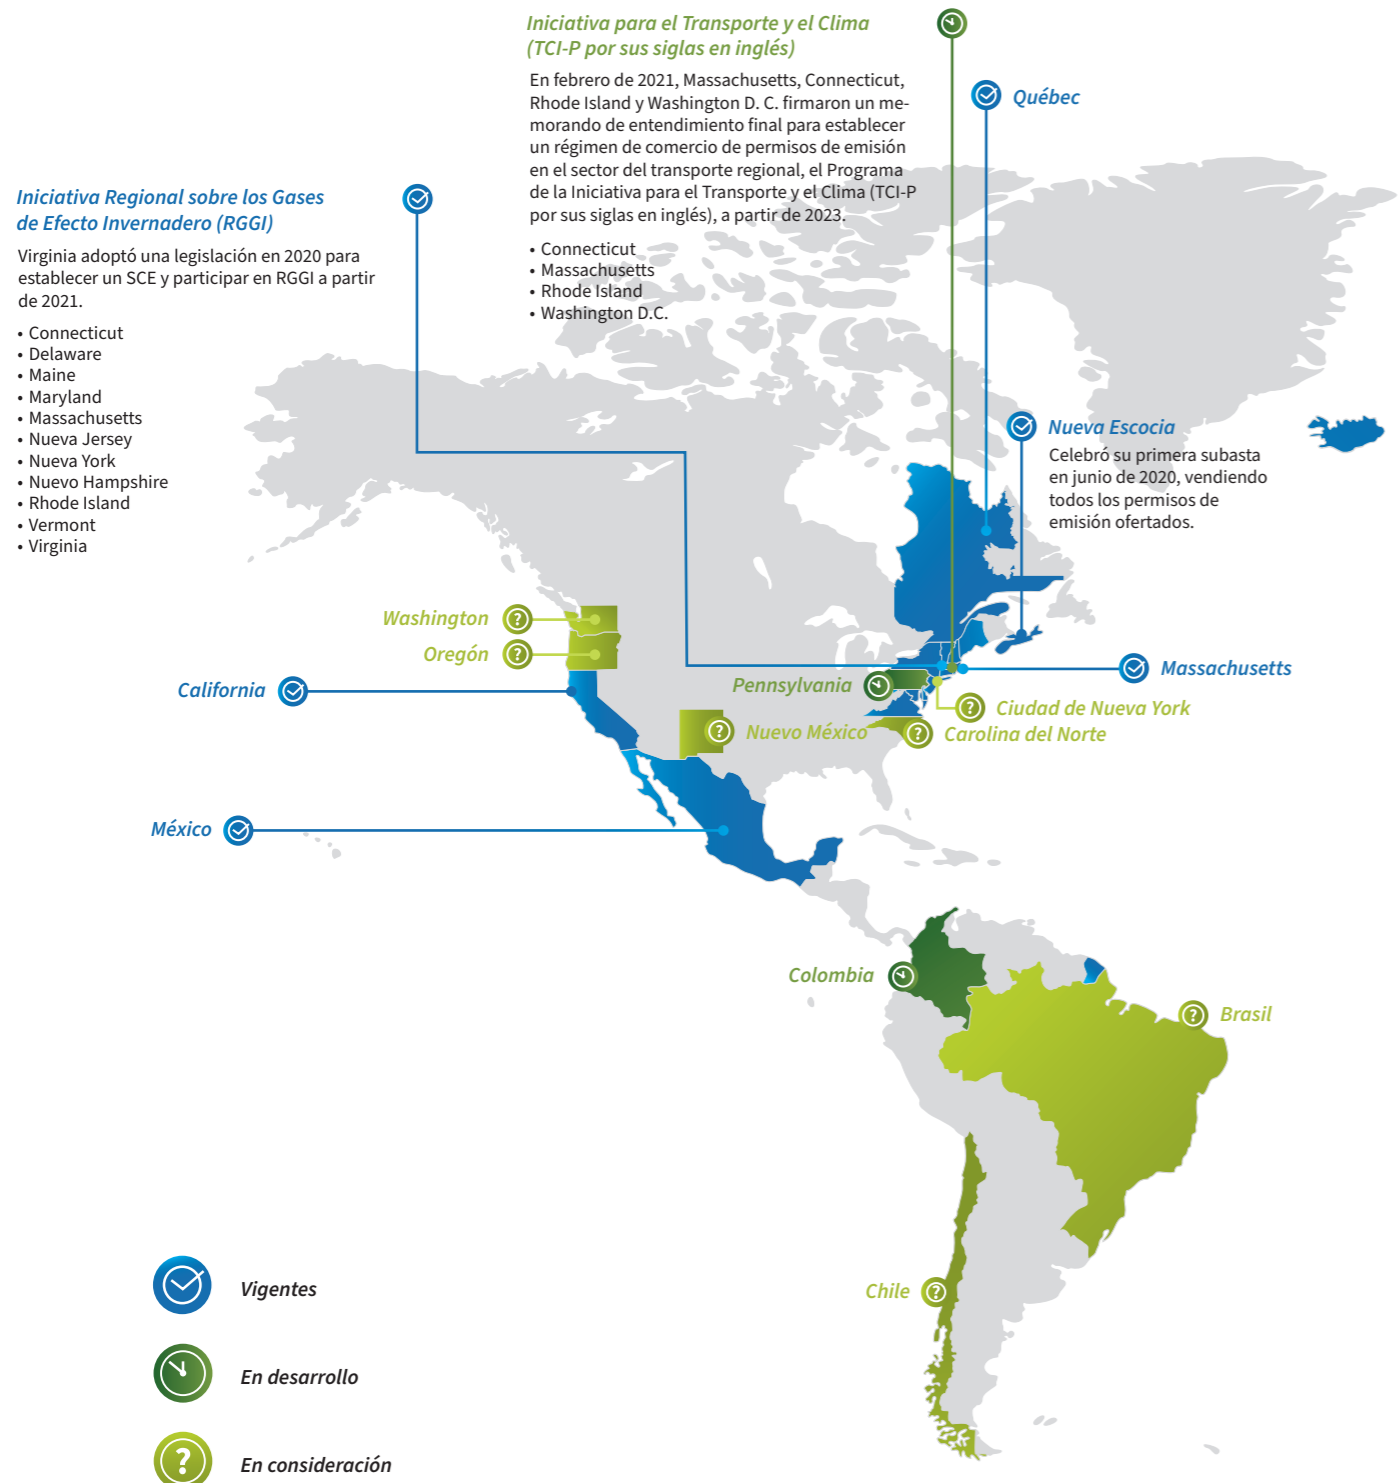 Iniciativa para el Transporte y el Clima
(TCI-P por sus siglas en inglés)
En febrero de 2021, Massachusetts, Connecticut,
Rhode Island y Washington D. C. firmaron un me-
morando de entendimiento final para establecer
un régimen de comercio de permisos de emisión
en el sector del transporte regional, el Programa
de la Iniciativa para el Transporte y el Clima (TCI-P
por sus siglas en inglés), a partir de 2023.
• Connecticut
• Massachusetts
• Rhode Island
• Washington D.C.
Québec
Iniciativa Regional sobre los Gases
de Efecto Invernadero (RGGI)
Virginia adoptó una legislación en 2020 para
establecer un SCE y participar en RGGI a partir
de 2021.
• Connecticut
• Delaware
• Maine
• Maryland
• Massachusetts
• Nueva Jersey
• Nueva York
• Nuevo Hampshire
• Rhode Island
• Vermont
• Virginia
Nueva Escocia
Celebró su primera subasta
en junio de 2020, vendiendo
todos los permisos de
emisión ofertados.
Washington ?
Oregón ?
California
Massachusetts
Pennsylvania
? Ciudad de Nueva York
? Nuevo México
? Carolina del Norte
México
Colombia
? Brasil
Chile ?
Vigentes
En desarrollo
? En consideración